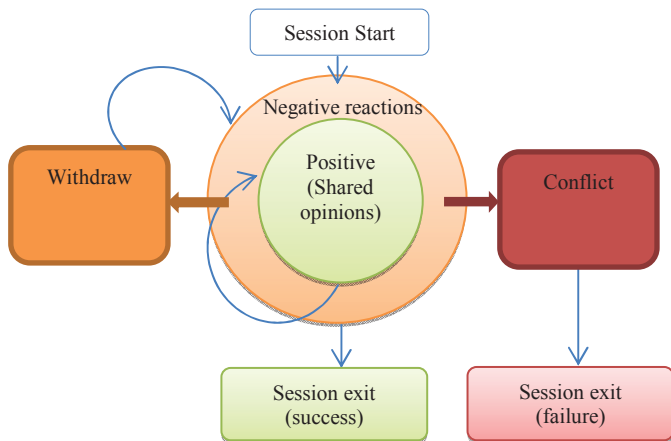 Session Start
Negative reactions
Withdraw
Positive
(Shared
opinions)
Conflict
Session exit
(success)
Session exit
(failure)